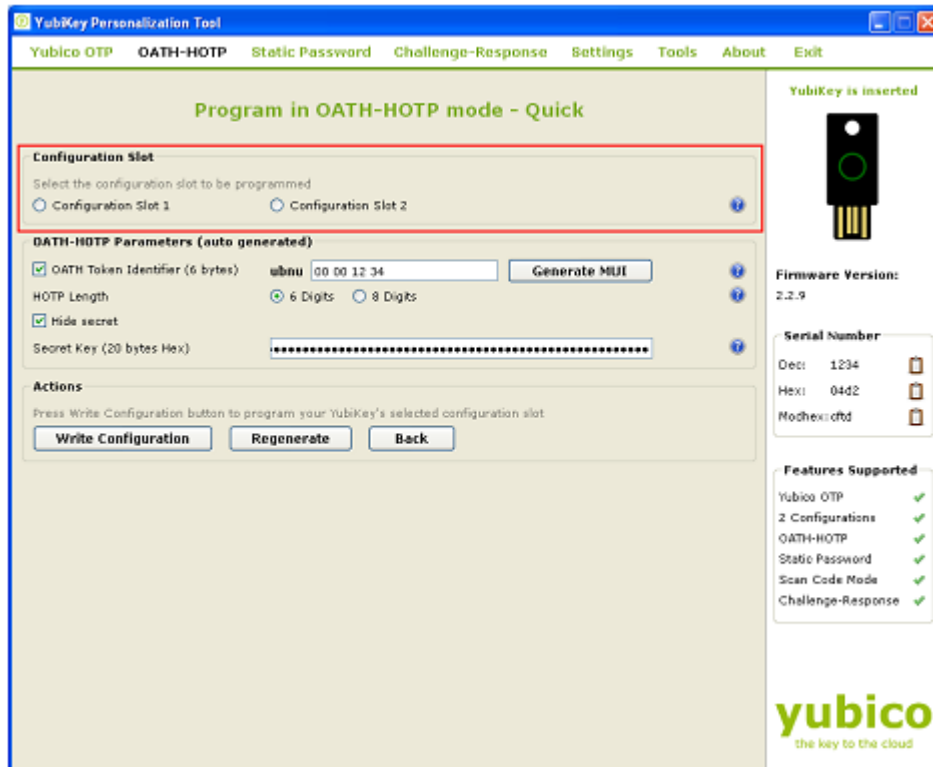 YubiKey Personalization Tool
Yubico OTP OATH-HOTP Static Password Challenge-Response Settings Tools About Exit
Program in OATH-HOTP mode - Quick
Configuration Slot
Select the configuration slot to be programmed
Configuration Slot 1 Configuration Slot 2
OATH-HOTP Parameters (auto generated)
OATH Token Identifier (6 bytes) ubnu 00 00 12 34 Generate MUI
HOTP Length 6 Digits 8 Digits
Hide secret
Secret Key (20 bytes Hex)
Actions
Press Write Configuration button to program your YubiKey's selected configuration slot
Write Configuration Regenerate Back
YubiKey is inserted
Firmware Version:
2.2.9
Serial Number
Dec: 1234
Hex: 04d2
Modhex: cftd
Features Supported
Yubico OTP
2 Configurations
OATH-HOTP
Static Password
Scan Code Mode
Challenge-Response
yubico
the key to the cloud